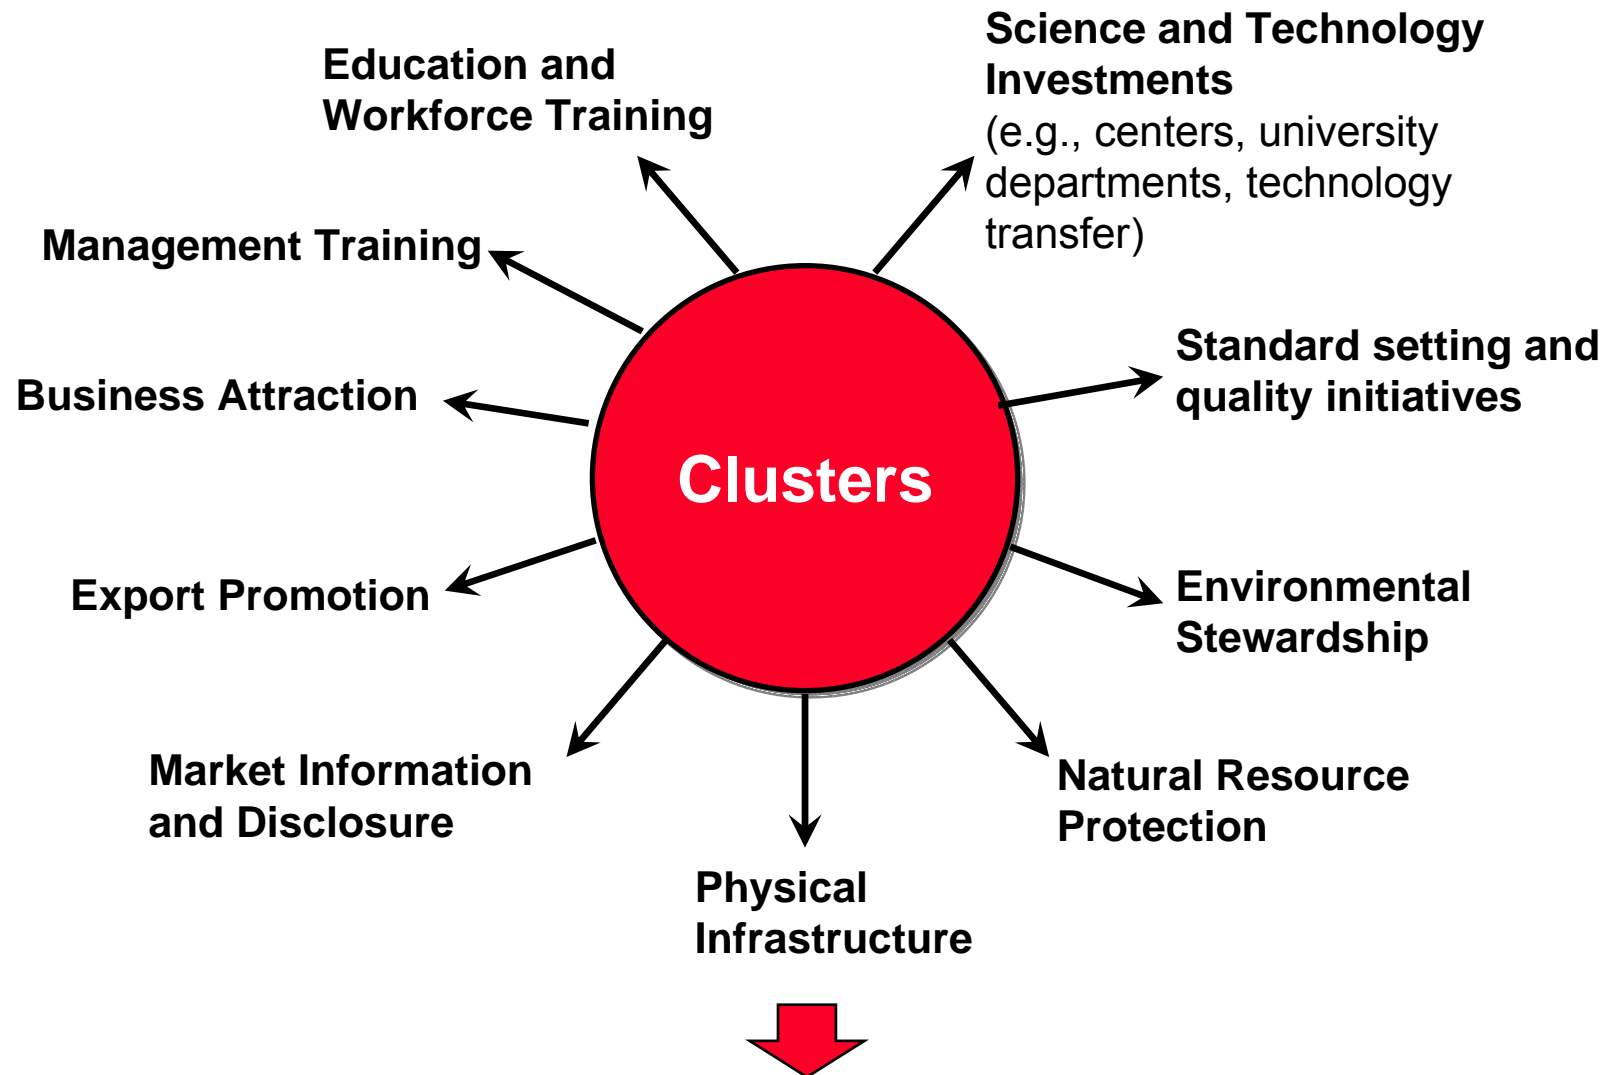 Science and Technology
Investments
(e.g., centers, university
departments, technology
transfer)
Education and
Workforce Training
Management Training
Standard setting and
quality initiatives
Business Attraction
Clusters
Export Promotion
Environmental
Stewardship
Market Information
and Disclosure
Natural Resource
Protection
Physical
Infrastructure